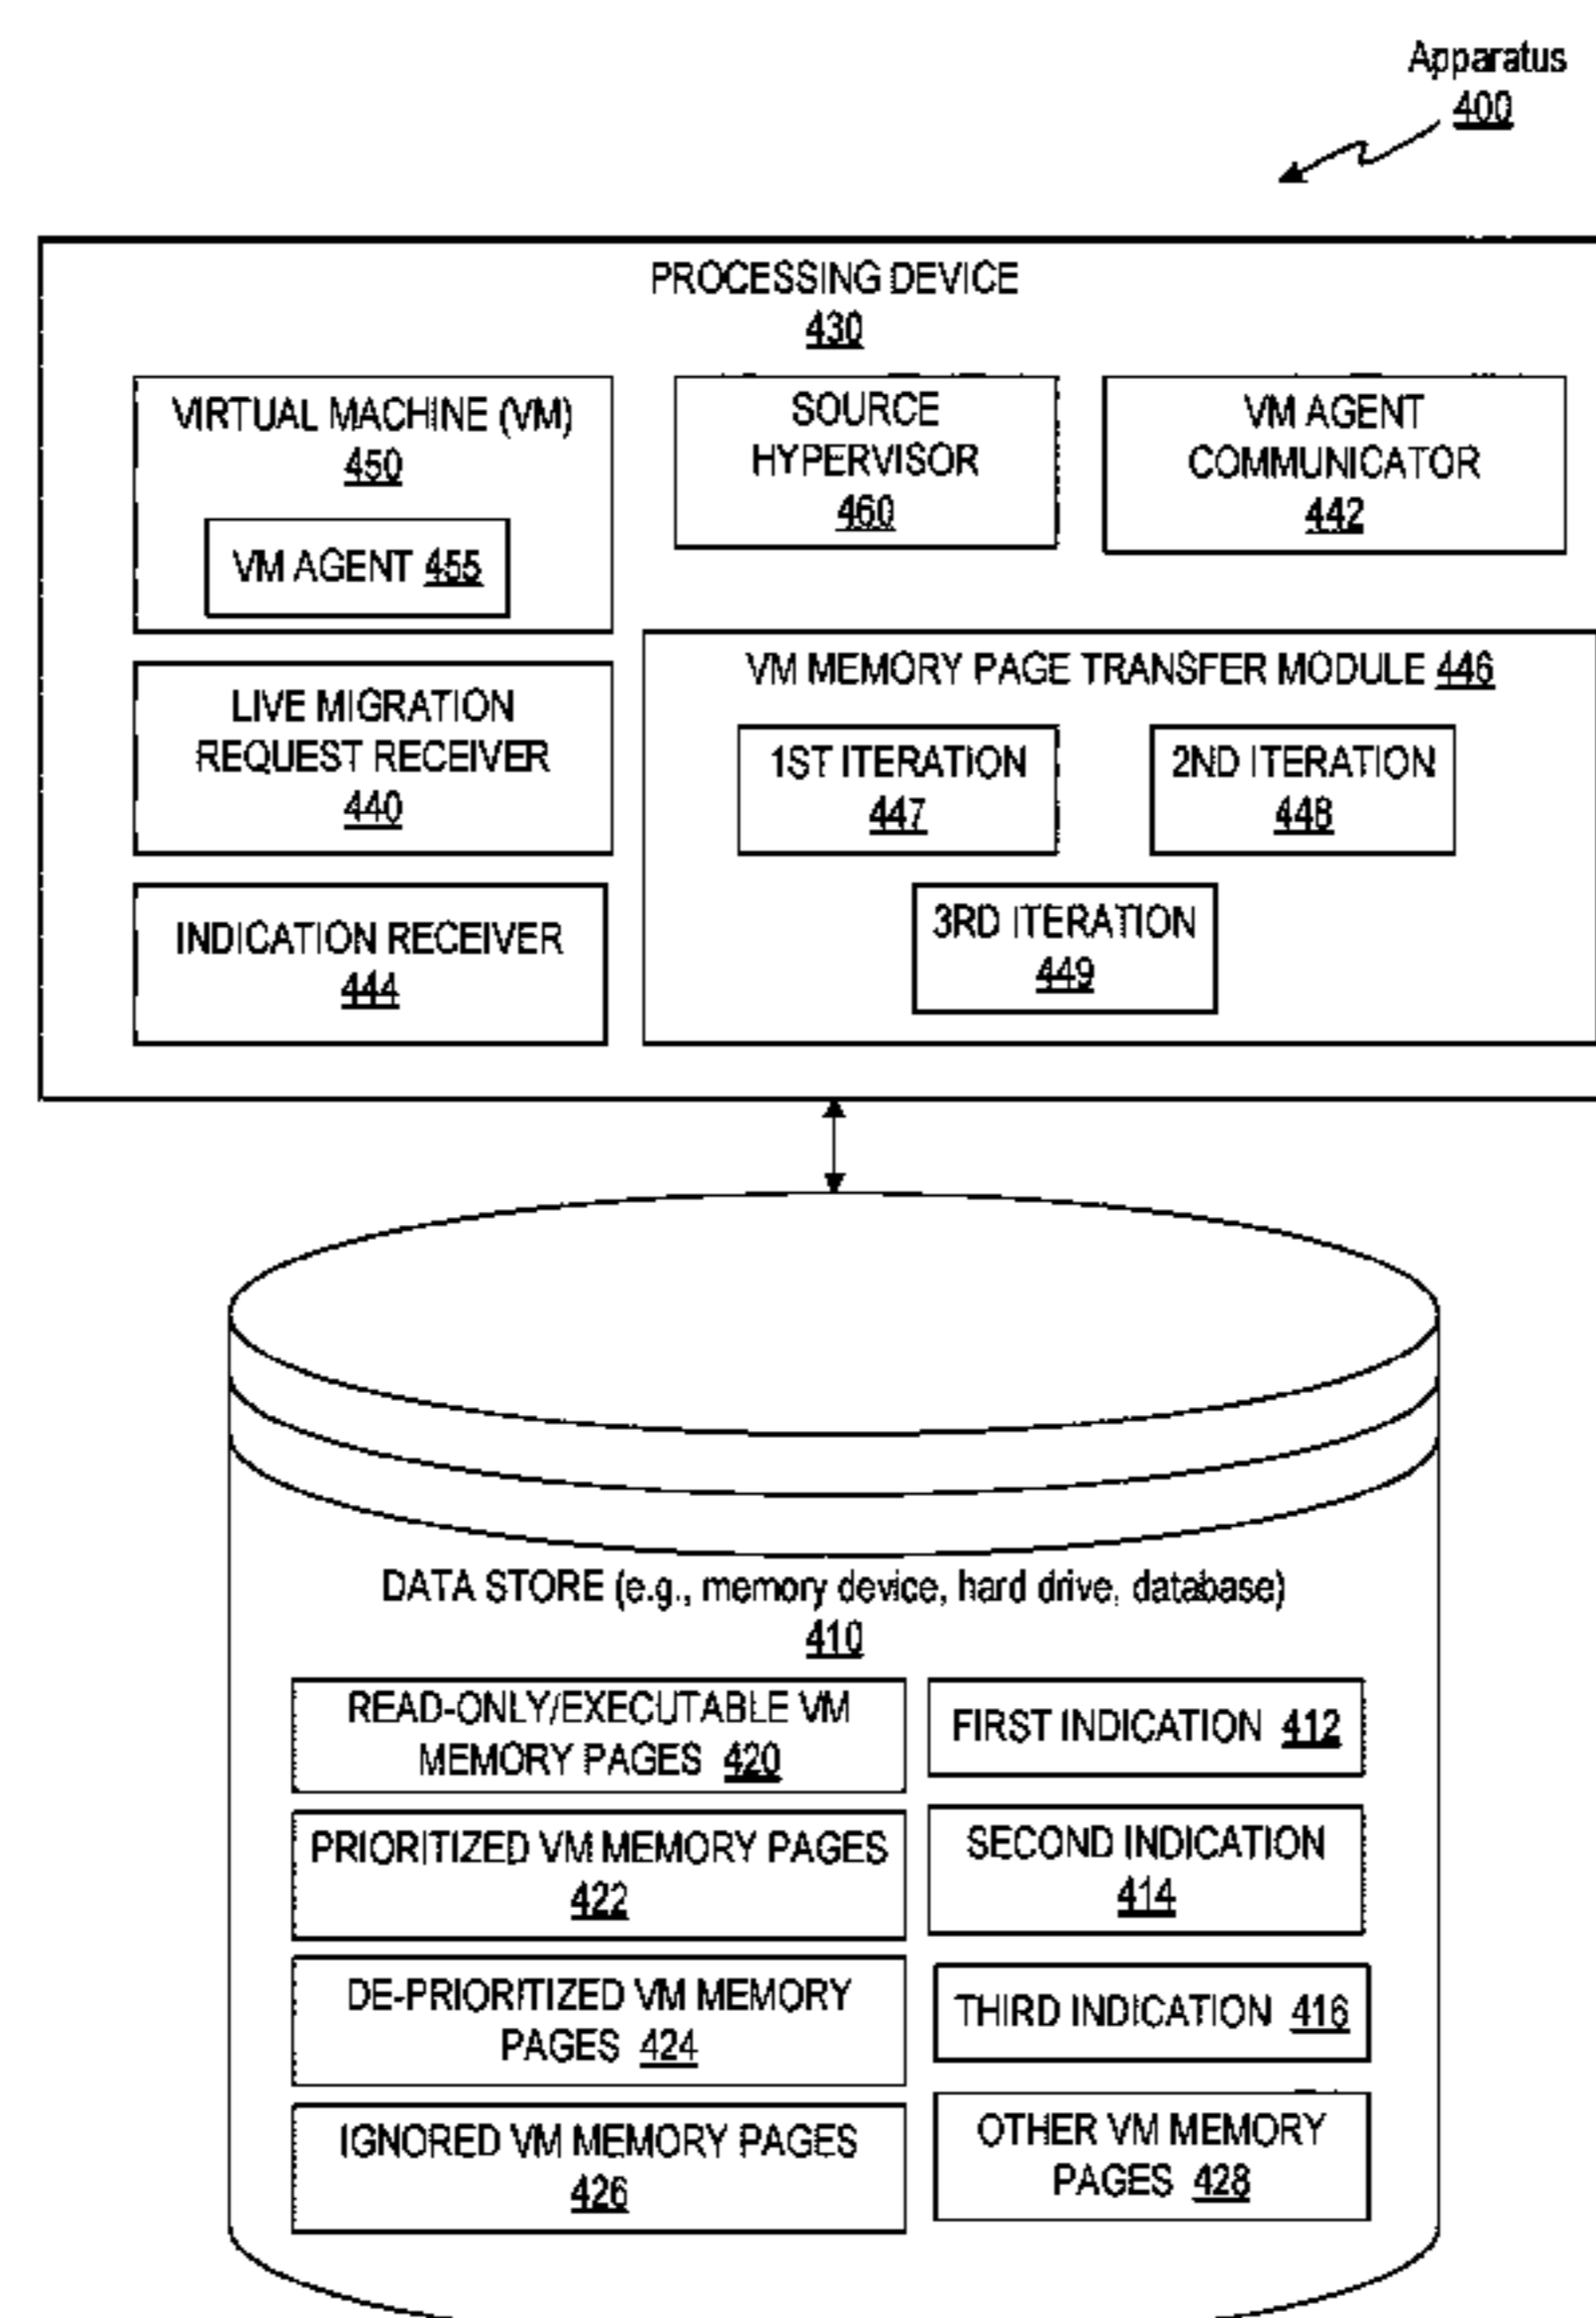 Apparatus
400
PROCESSING DEVICE
430
VIRTUAL MACHINE (VM)
450
VM AGENT 455
SOURCE
HYPERVISOR
460
VM AGENT
COMMUNICATOR
442
LIVE MIGRATION
REQUEST RECEIVER
440
INDICATION RECEIVER
444
VM MEMORY PAGE TRANSFER MODULE 446
1ST ITERATION
447
2ND ITERATION
448
3RD ITERATION
449
DATA STORE (e.g., memory device, hard drive, database)
410
READ-ONLY/EXECUTABLE VM
MEMORY PAGES 420
FIRST INDICATION 412
PRIORITIZED VM MEMORY PAGES
422
SECOND INDICATION
414
DE-PRIORITIZED VM MEMORY
PAGES 424
THIRD INDICATION 416
IGNORED VM MEMORY PAGES
426
OTHER VM MEMORY
PAGES 428